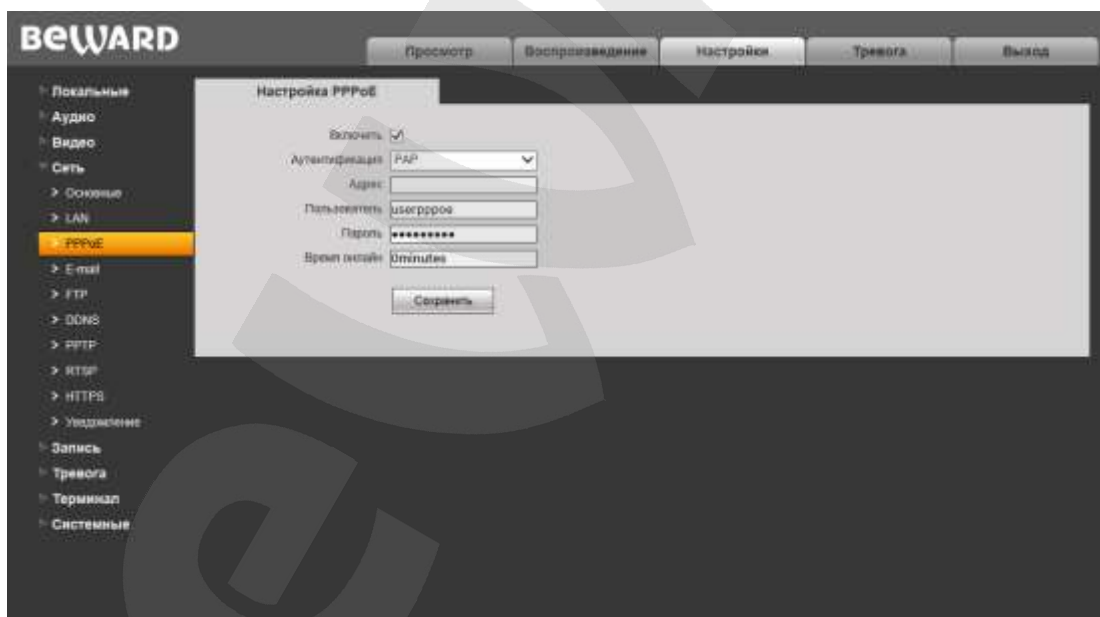 BEWARD
Просмотр Воспроизведение Настройки Тревога Выход
Локальные
Аудио
Видео
Сеть
> Основные
> LAN
> PPPoE
> E-mail
> FTP
> DDNS
> PPTP
> RTSP
> HTTPS
> Уведомление
Запись
Тревога
Терминал
Системные
Настройка PPPoE
Включить
Аутентификация PAP
Адрес
Пользователь userpppoe
Пароль •••••••••
Время онлайн 0minutes
Сохранить